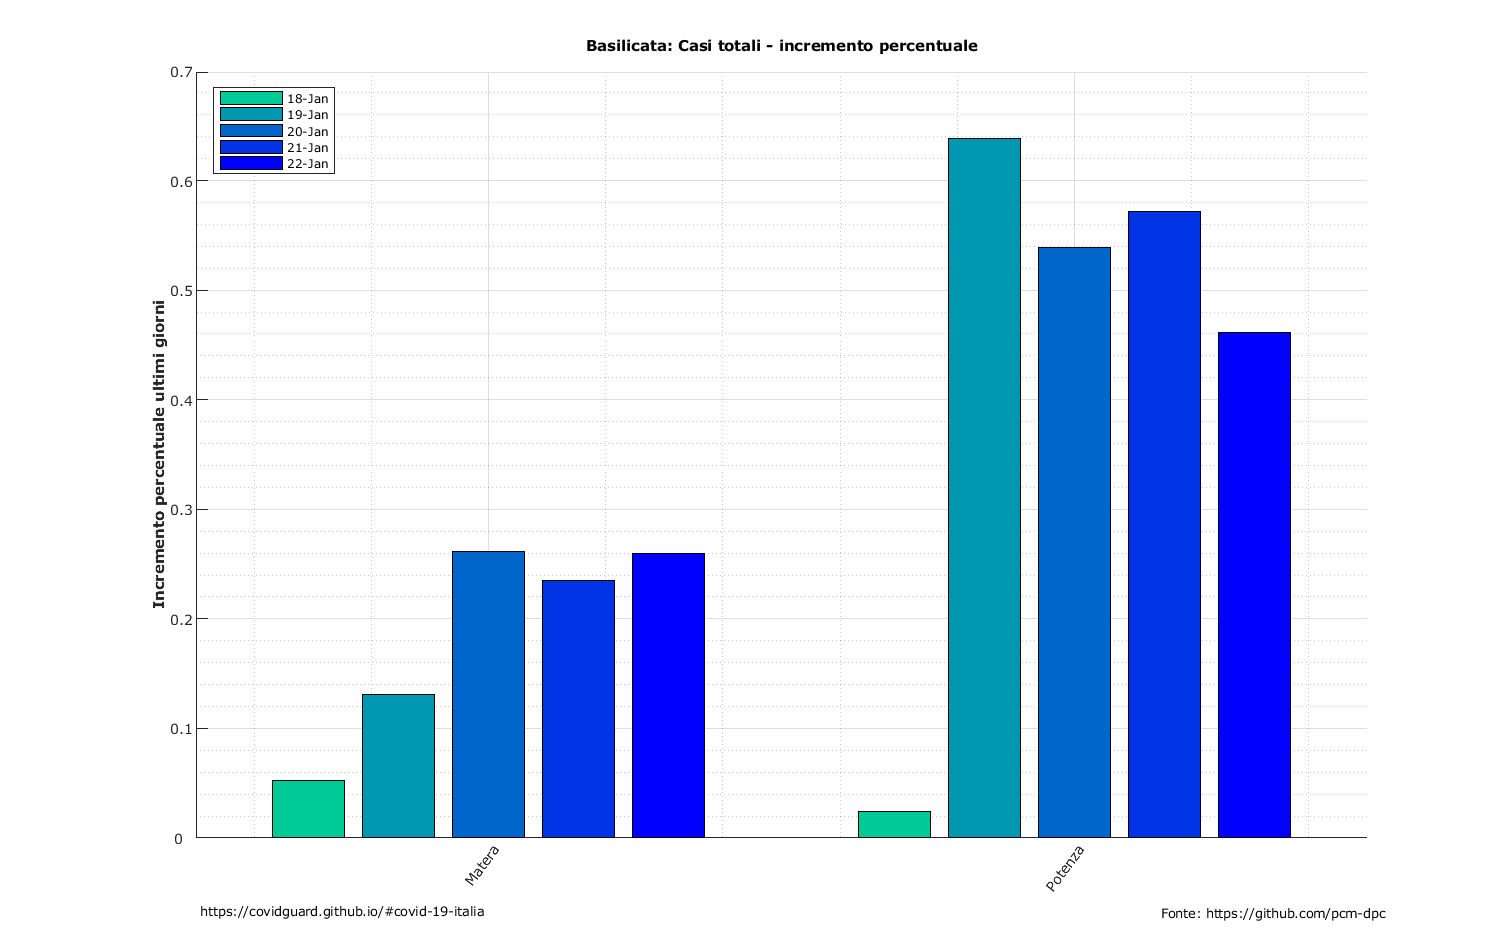 Basilicata: Casi totali - incremento percentuale
0.7
0.6
0.5
0.4
0.3
0.2
0.1
0
Incremento percentuale ultimi giorni
18-Jan
19-Jan
20-Jan
21-Jan
22-Jan
Matera
Potenza
https://covidguard.github.io/#covid-19-italia
Fonte: https://github.com/pcm-dpc